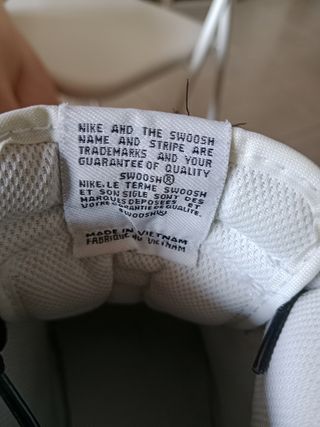 NIKE AND THE SWOOSH
NAME AND STRIPE ARE
TRADEMARKS AND YOUR
GUARANTEE OF QUALITY
SWOOSH®
NIKE.LE TERME SWOOSH
ET SON SIGLE SONT DES
MARQUES DEPOSEES ET
VOTRE GARANTIE DE QUALITE.
SWOOSH®
MADE IN VIETNAM
FABRIQUE AU VIETNAM